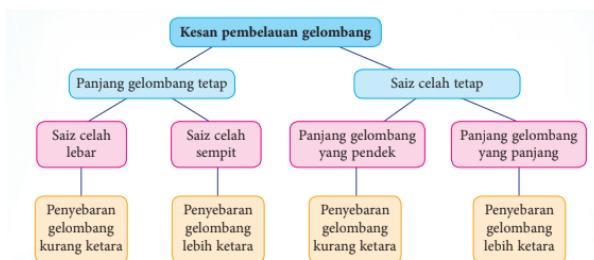 Kesan pembelauan gelombang
Panjang gelombang tetap
Saiz celah tetap
Saiz celah
lebar
Saiz celah
sempit
Panjang gelombang
yang pendek
Panjang gelombang
yang panjang
Penyebaran
gelombang
kurang ketara
Penyebaran
gelombang
lebih ketara
Penyebaran
gelombang
kurang ketara
Penyebaran
gelombang
lebih ketara